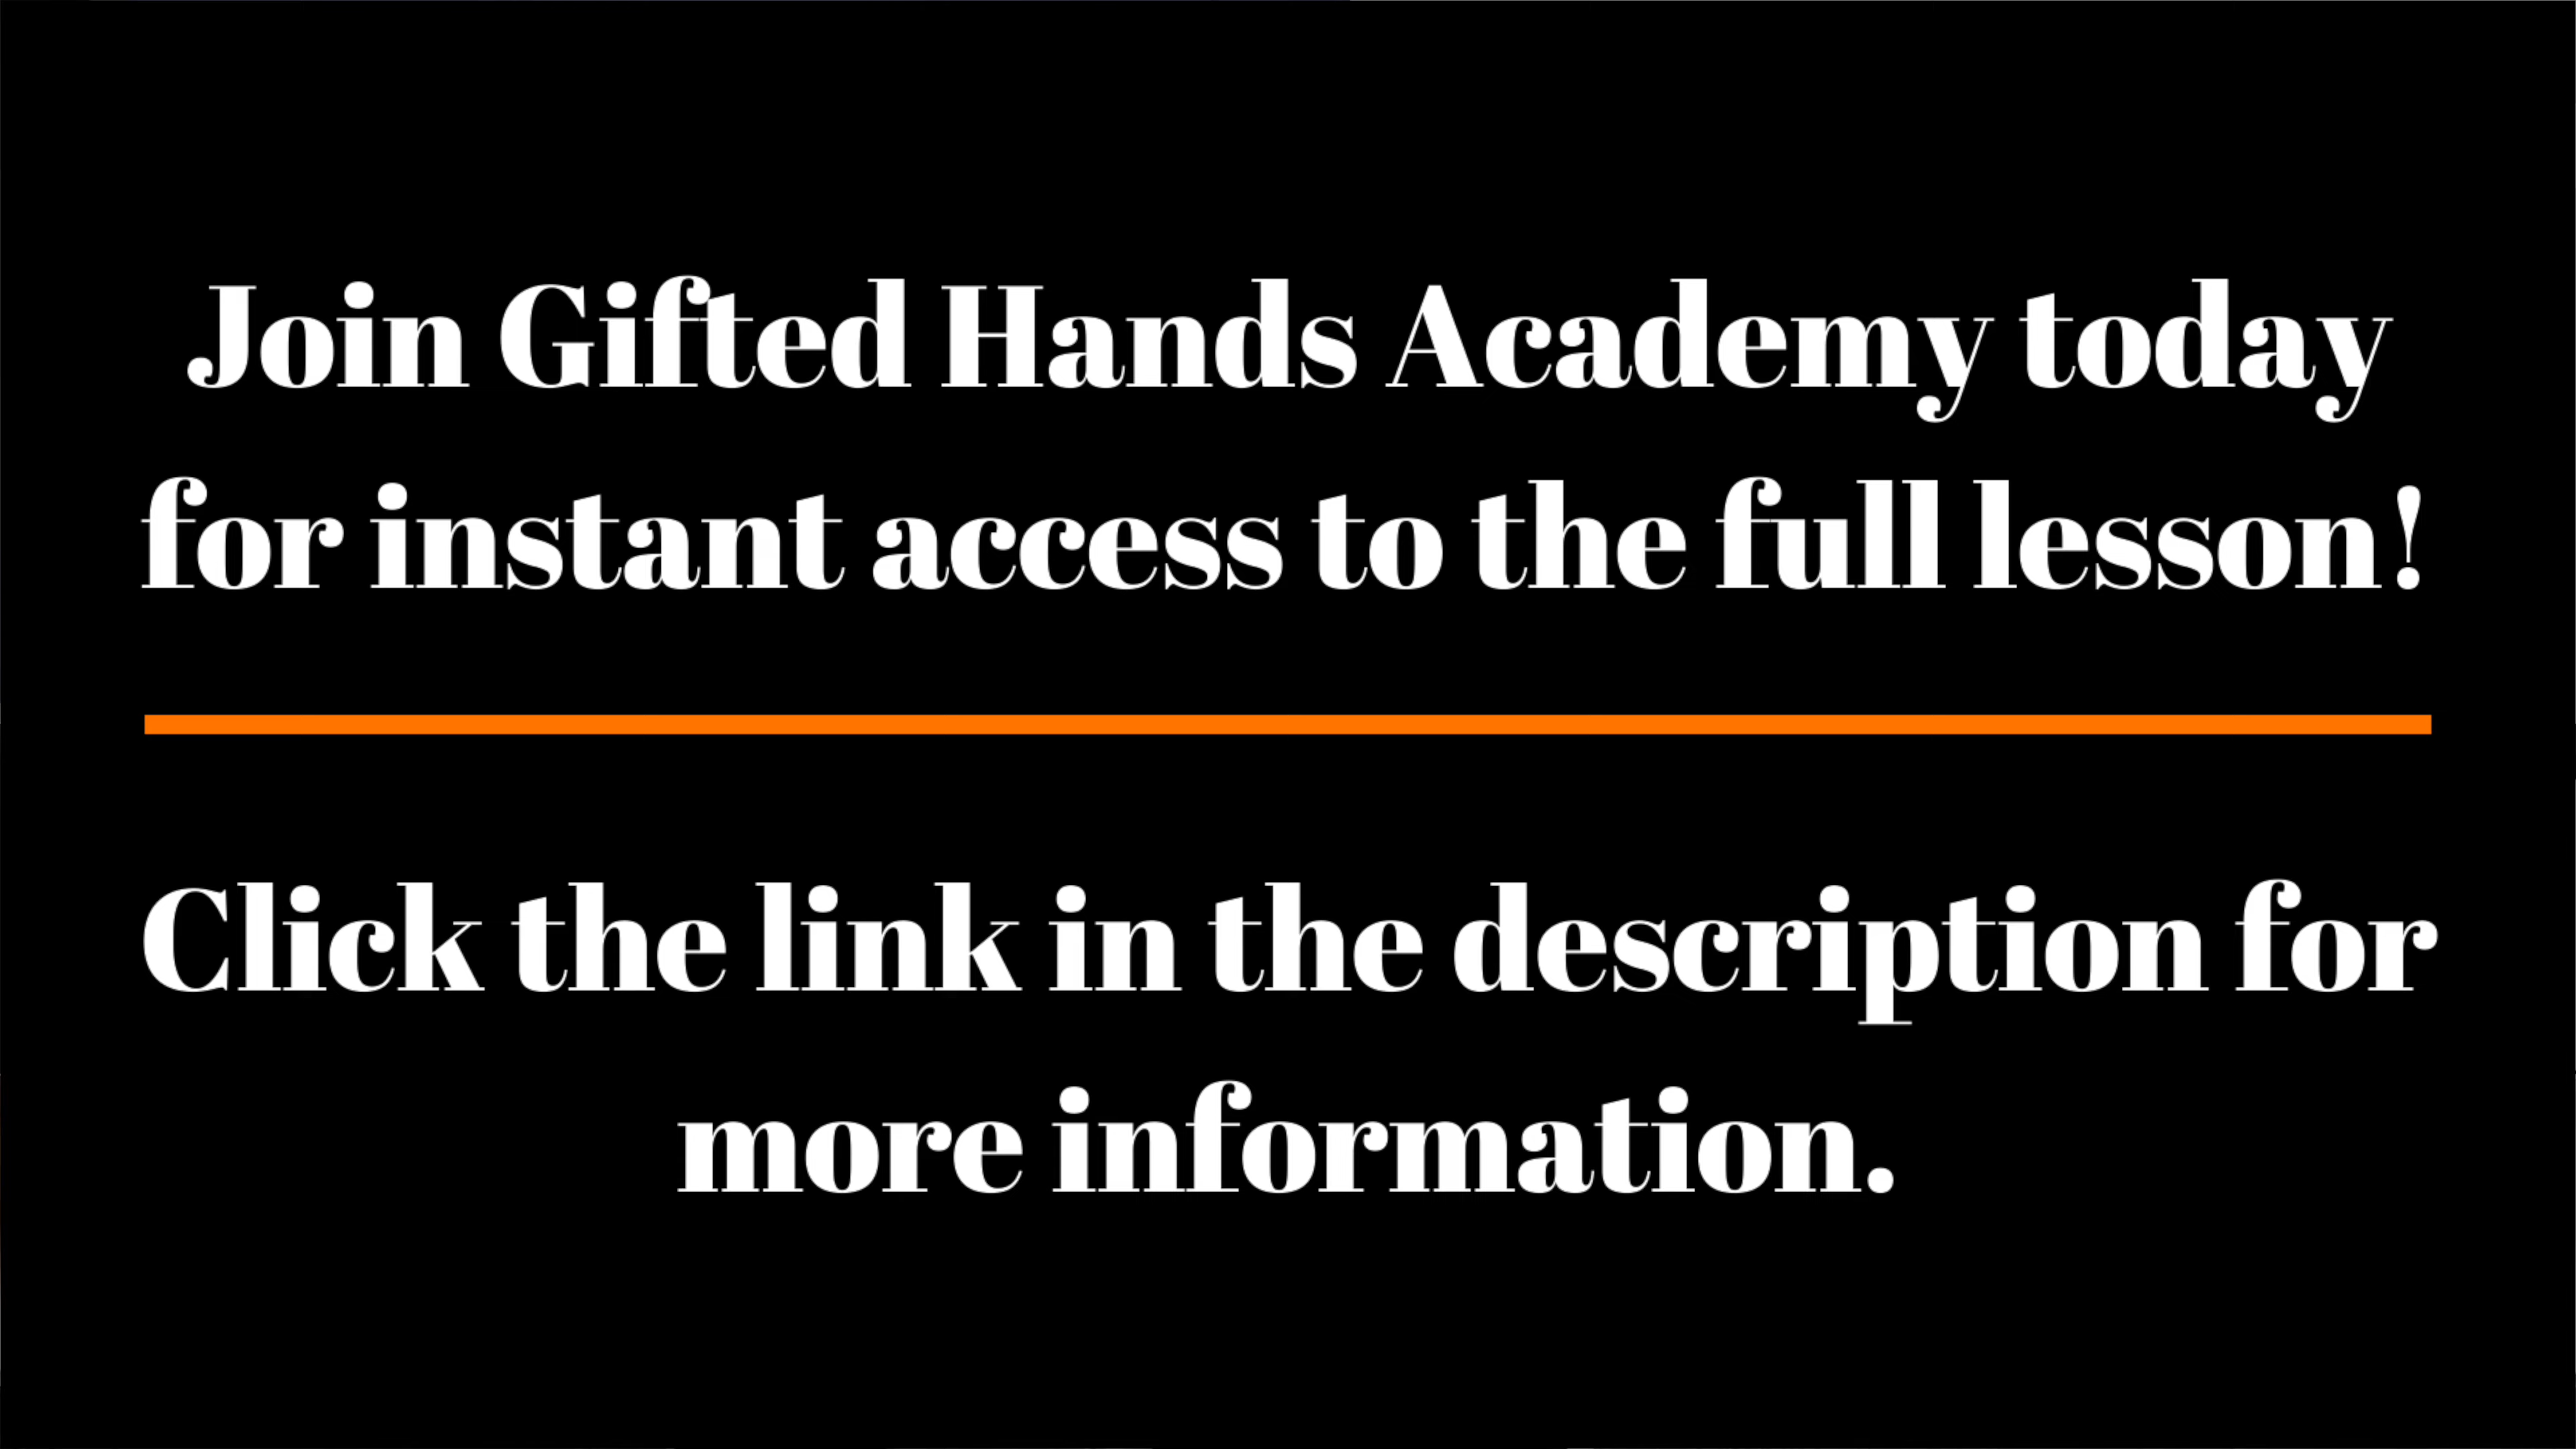 Join Gifted Hands Academy today
for instant access to the full lesson!
Click the link in the description for
more information.